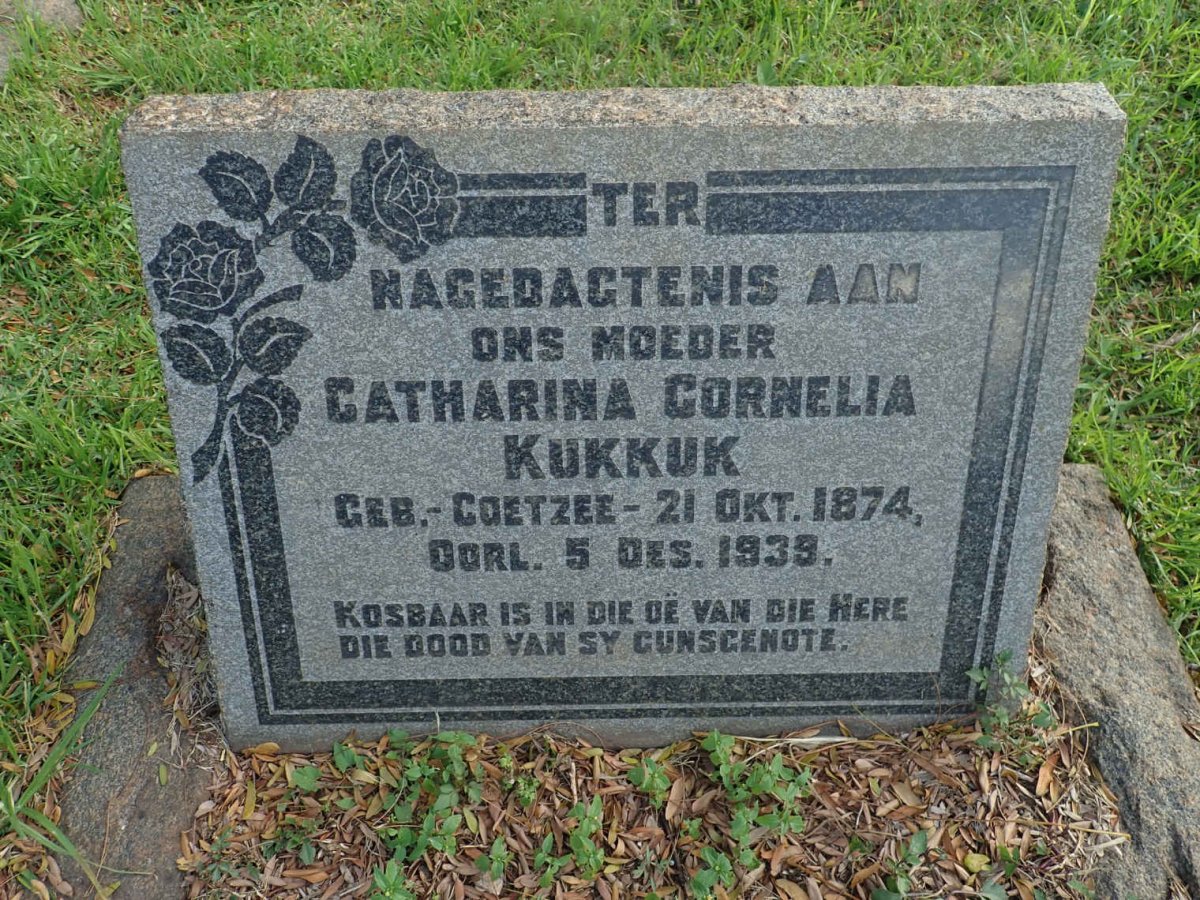 TER
NAGEDAGTENIS AAN
ONS MOEDER
CATHARINA CORNELIA
KUKKUK
GEB.- COETZEE - 21 OKT. 1874,
OORL. 5 DES. 1939.
KOSBAAR IS IN DIE OË VAN DIE HERE
DIE DOOD VAN SY GUNSGENOTE.